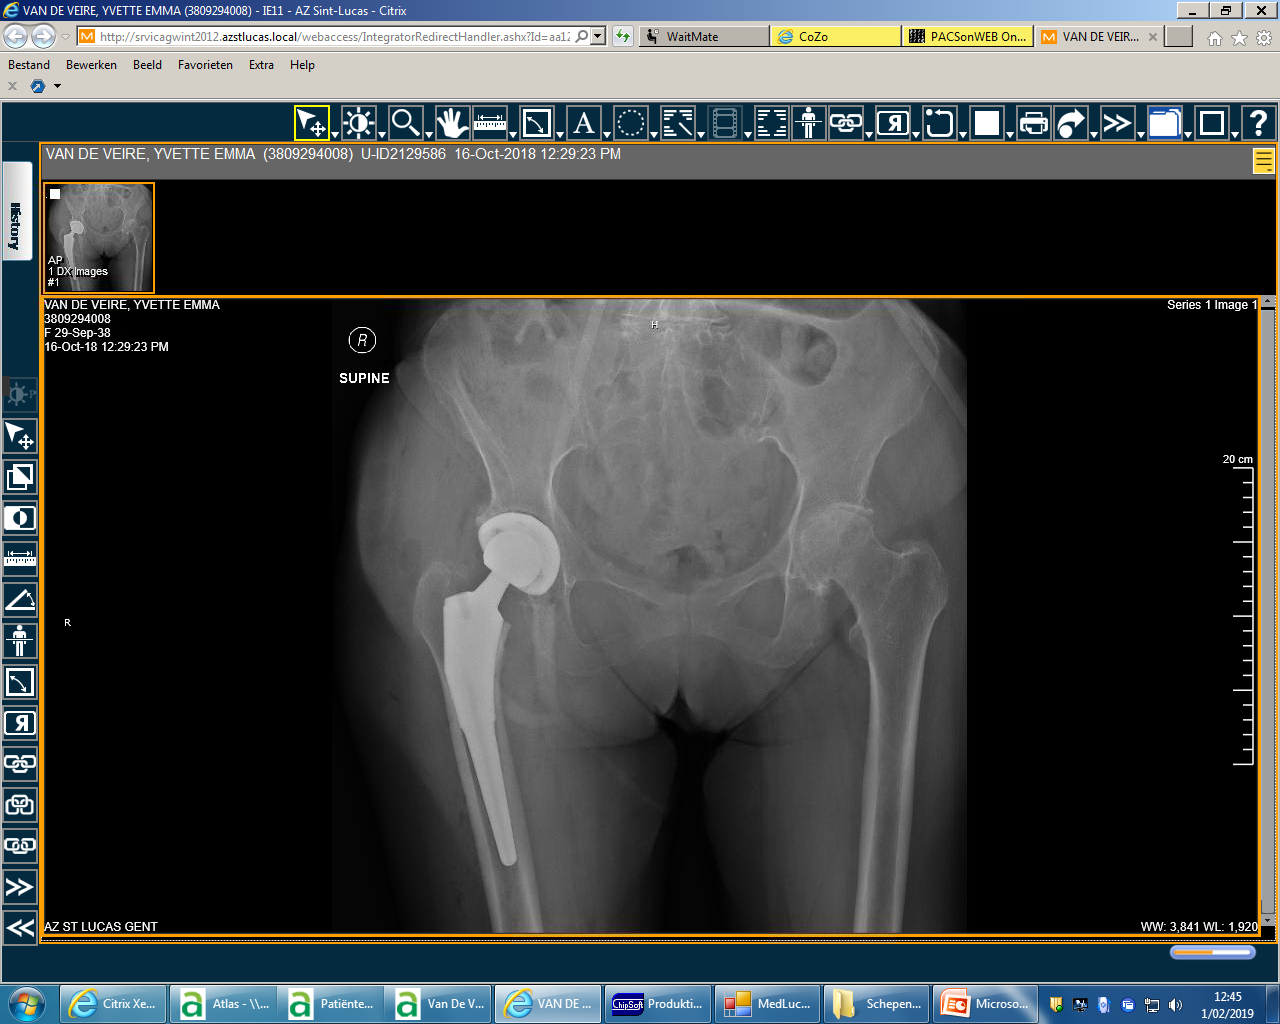 VAN DE VEIRE, YVETTE EMMA (3809294008) - IE11 - AZ Sint-Lucas - Citrix
http://srvicagwint2012.azstlucas.local/webaccess/IntegratorRedirectHandler.ashx?Id=aa12
WaitMate
CoZo
PACSonWEB On...
VAN DE VEIR...
Bestand Bewerken Beeld Favorieten Extra Help
VAN DE VEIRE, YVETTE EMMA (3809294008) U-ID2129586 16-Oct-2018 12:29:23 PM
History
AP
1 DX Images
#1
VAN DE VEIRE, YVETTE EMMA
3809294008
F 29-Sep-38
16-Oct-18 12:29:23 PM
Series 1 Image 1
H
R
SUPINE
20 cm
R
AZ ST LUCAS GENT
WW: 3,841 WL: 1,920
Citrix Xe...
Atlas - \\...
Patiënte...
Van De V...
VAN DE ...
ChipSoft
Produkti...
MedLuc...
Schepen...
Microso...
12:45
1/02/2019